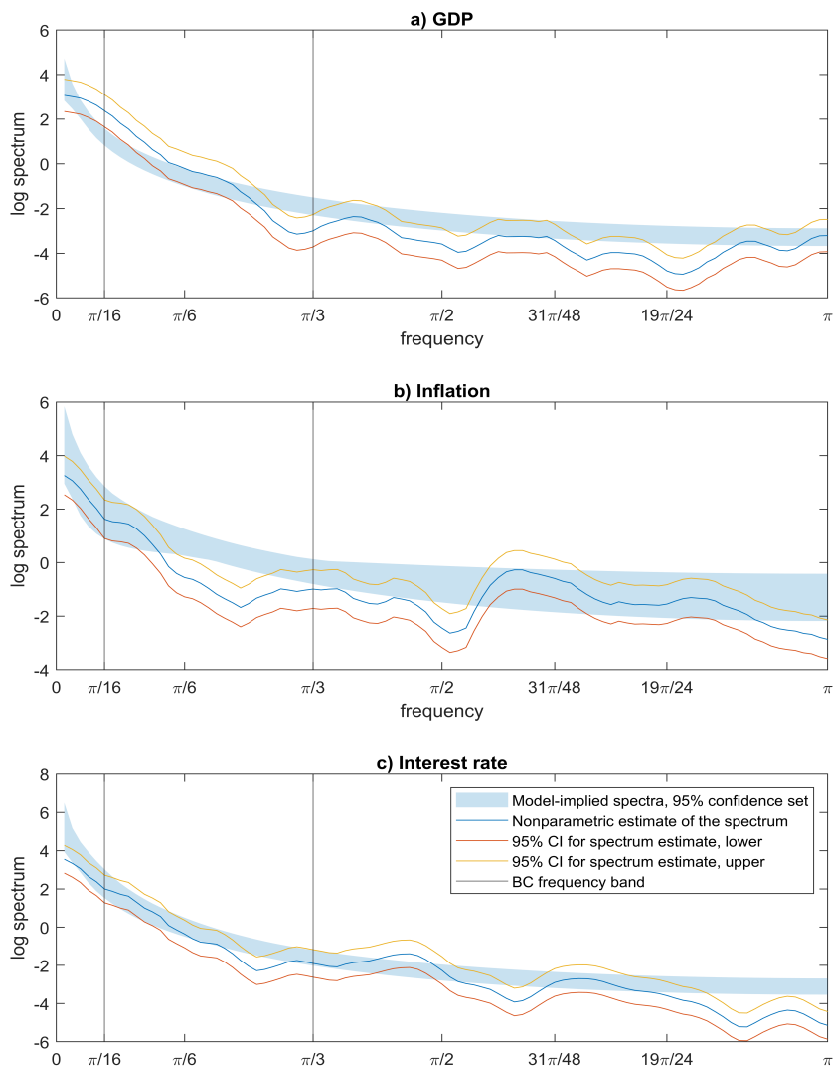 a) GDP
6
4
2
0
-2
-4
-6
log spectrum
0 π/16 π/6 π/3 π/2 31π/48 19π/24 π
frequency
b) Inflation
6
4
2
0
-2
-4
log spectrum
0 π/16 π/6 π/3 π/2 31π/48 19π/24 π
frequency
c) Interest rate
8
6
4
2
0
-2
-4
-6
log spectrum
Model-implied spectra, 95% confidence set
Nonparametric estimate of the spectrum
95% CI for spectrum estimate, lower
95% CI for spectrum estimate, upper
BC frequency band
0 π/16 π/6 π/3 π/2 31π/48 19π/24 π